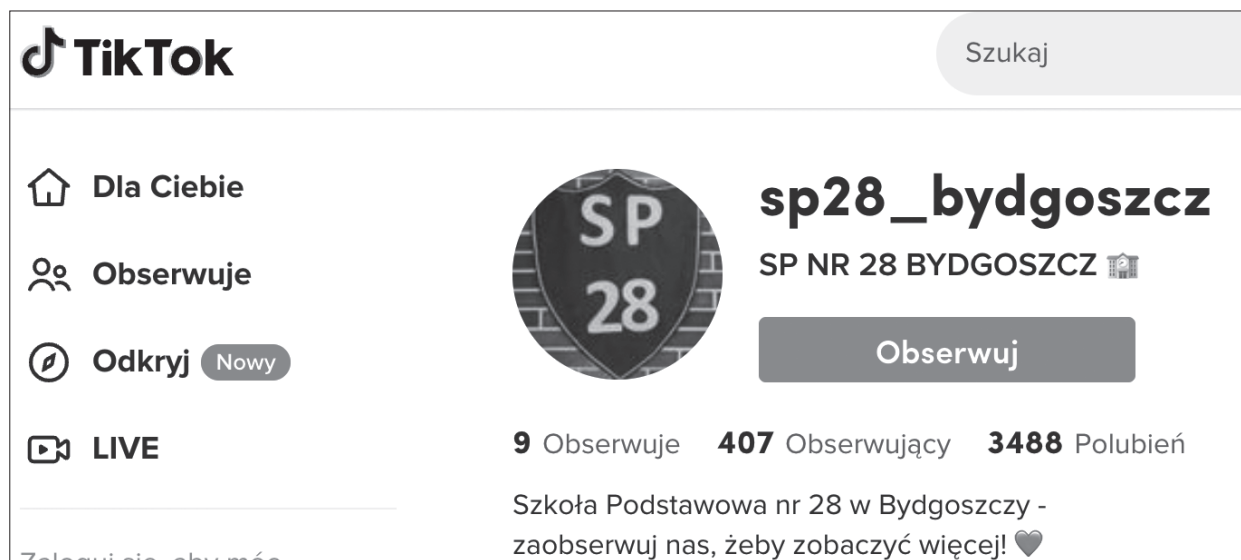 TikTok
Szukaj
Dla Ciebie
Obserwuje
Odkryj Nowy
LIVE
SP
28
sp28_bydgoszcz
SP NR 28 BYDGOSZCZ
Obserwuj
9 Obserwuje 407 Obserwujący 3488 Polubień
Szkoła Podstawowa nr 28 w Bydgoszczy -
zaobserwuj nas, żeby zobaczyć więcej! 🖤